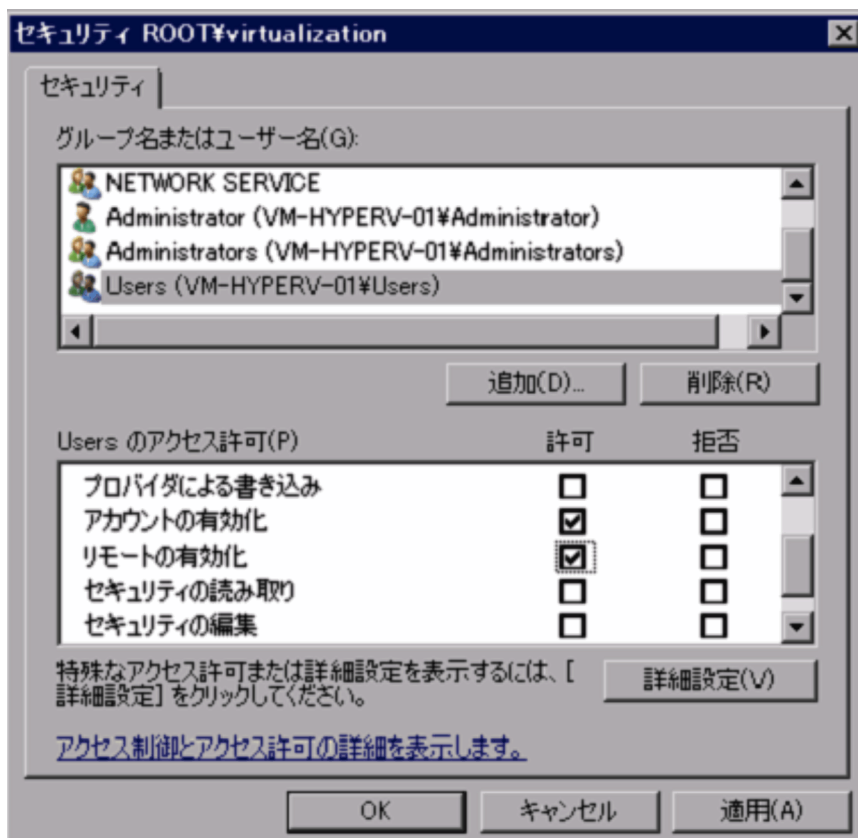 セキュリティ ROOT¥virtualization
セキュリティ
グループ名またはユーザー名(G):
NETWORK SERVICE
Administrator (VM-HYPERV-01¥Administrator)
Administrators (VM-HYPERV-01¥Administrators)
Users (VM-HYPERV-01¥Users)
追加(D)... 削除(R)
Users のアクセス許可(P) 許可 拒否
プロバイダによる書き込み
アカウントの有効化
リモートの有効化
セキュリティの読み取り
セキュリティの編集
特殊なアクセス許可または詳細設定を表示するには、[
詳細設定] をクリックしてください。
詳細設定(V)
アクセス制御とアクセス許可の詳細を表示します。
OK キャンセル 適用(A)